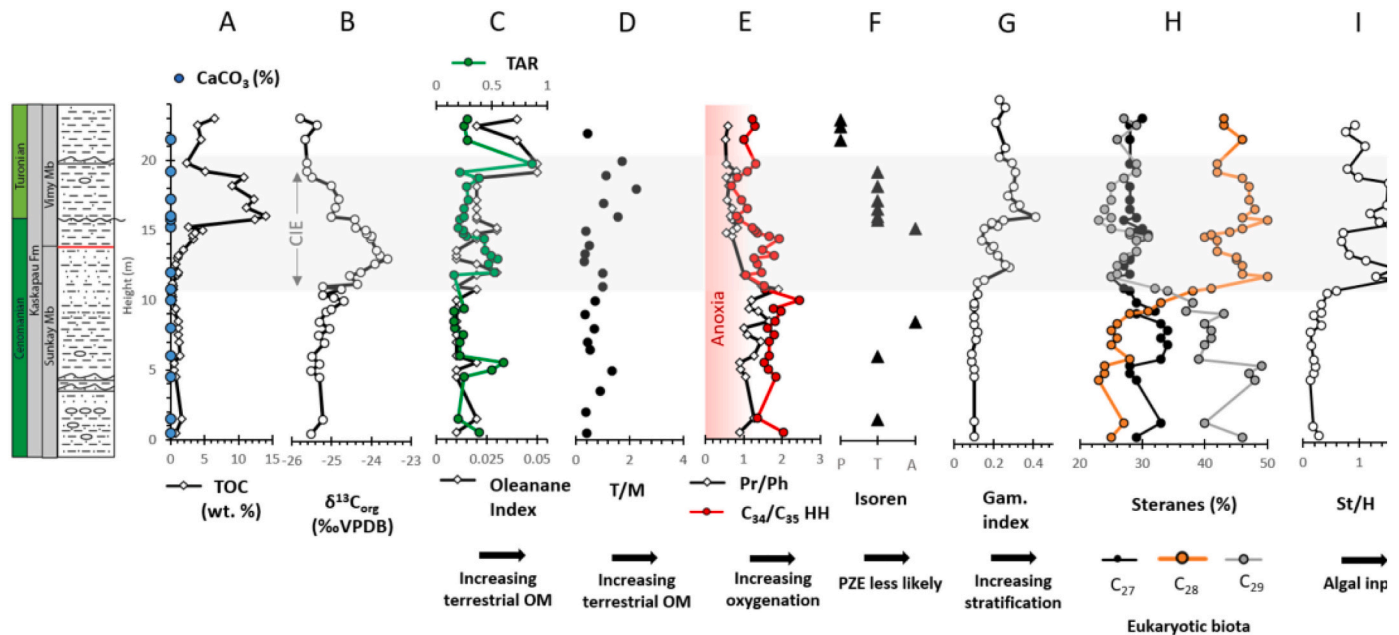 A B C D E F G H I
TAR
0 0.5 1
CaCO₃ (%)
Turonian
Cenomanian
Kaskapau Fm
Vimy Mb
Sunkay Mb
Height (m)
20
15
10
5
0
CIE
Anoxia
0 5 10 15
-26 -25 -24 -23
0 0.025 0.05
0 2 4
0 1 2 3
P T A
0 0.2 0.4
20 30 40 50
0 1
TOC
(wt. %)
δ¹³Corg
(‰VPDB)
Oleanane
Index
T/M
Pr/Ph
C₃₄/C₃₅ HH
Isoren
Gam.
index
Steranes (%)
St/H
Increasing
terrestrial OM
Increasing
terrestrial OM
Increasing
oxygenation
PZE less likely
Increasing
stratification
C₂₇ C₂₈ C₂₉
Eukaryotic biota
Algal inp